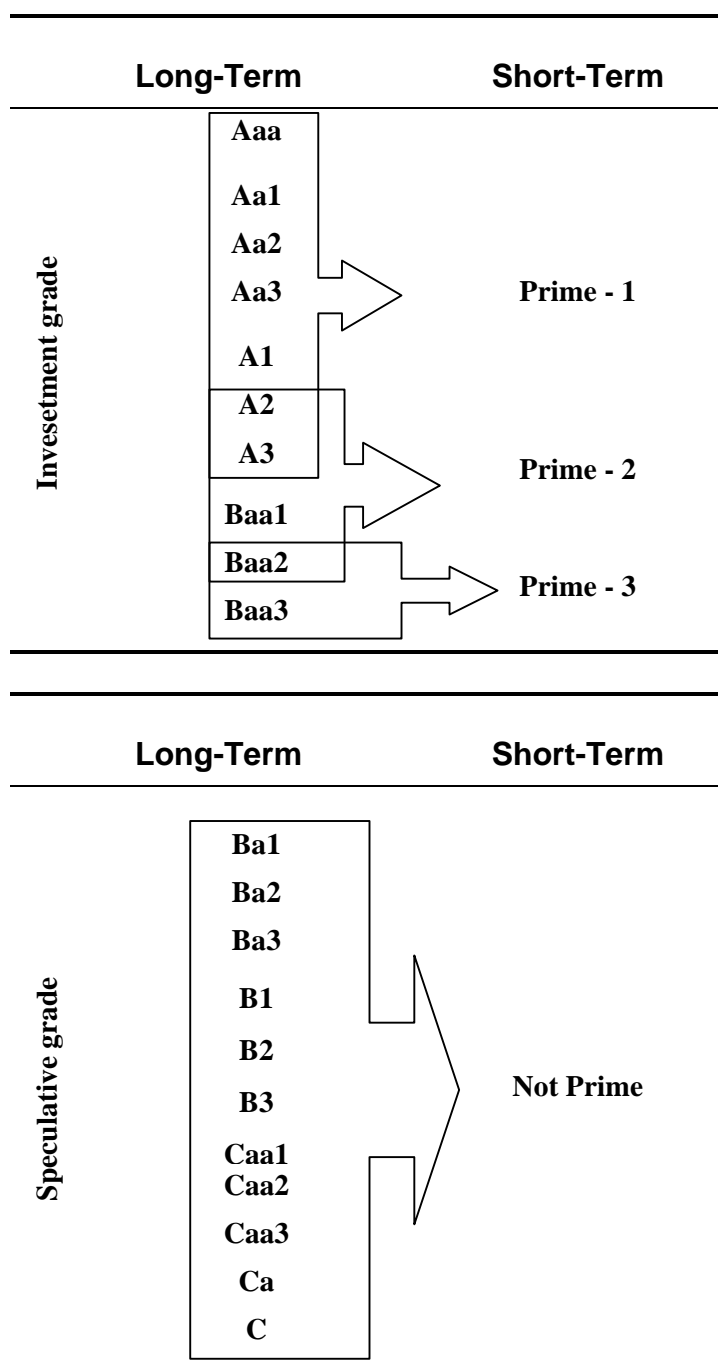 Long-Term Short-Term
Invesetment grade
Aaa
Aa1
Aa2
Aa3
A1
A2
A3
Baa1
Baa2
Baa3
Prime - 1
Prime - 2
Prime - 3
Long-Term Short-Term
Speculative grade
Ba1
Ba2
Ba3
B1
B2
B3
Caa1
Caa2
Caa3
Ca
C
Not Prime